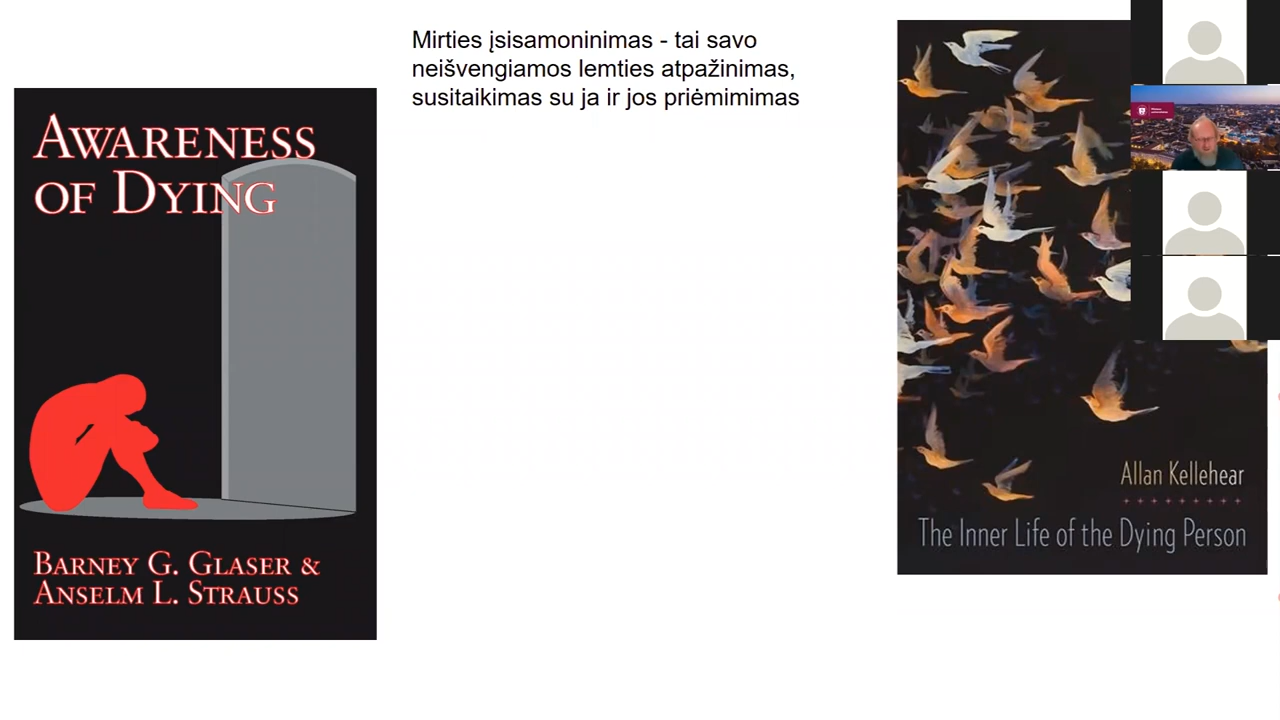 Mirties įsisamoninimas - tai savo
neišvengiamos lemties atpažinimas,
susitaikimas su ja ir jos priėmimimas
AWARENESS
OF DYING
BARNEY G. GLASER &
ANSELM L. STRAUSS
Allan Kellehear
The Inner Life of the Dying Person